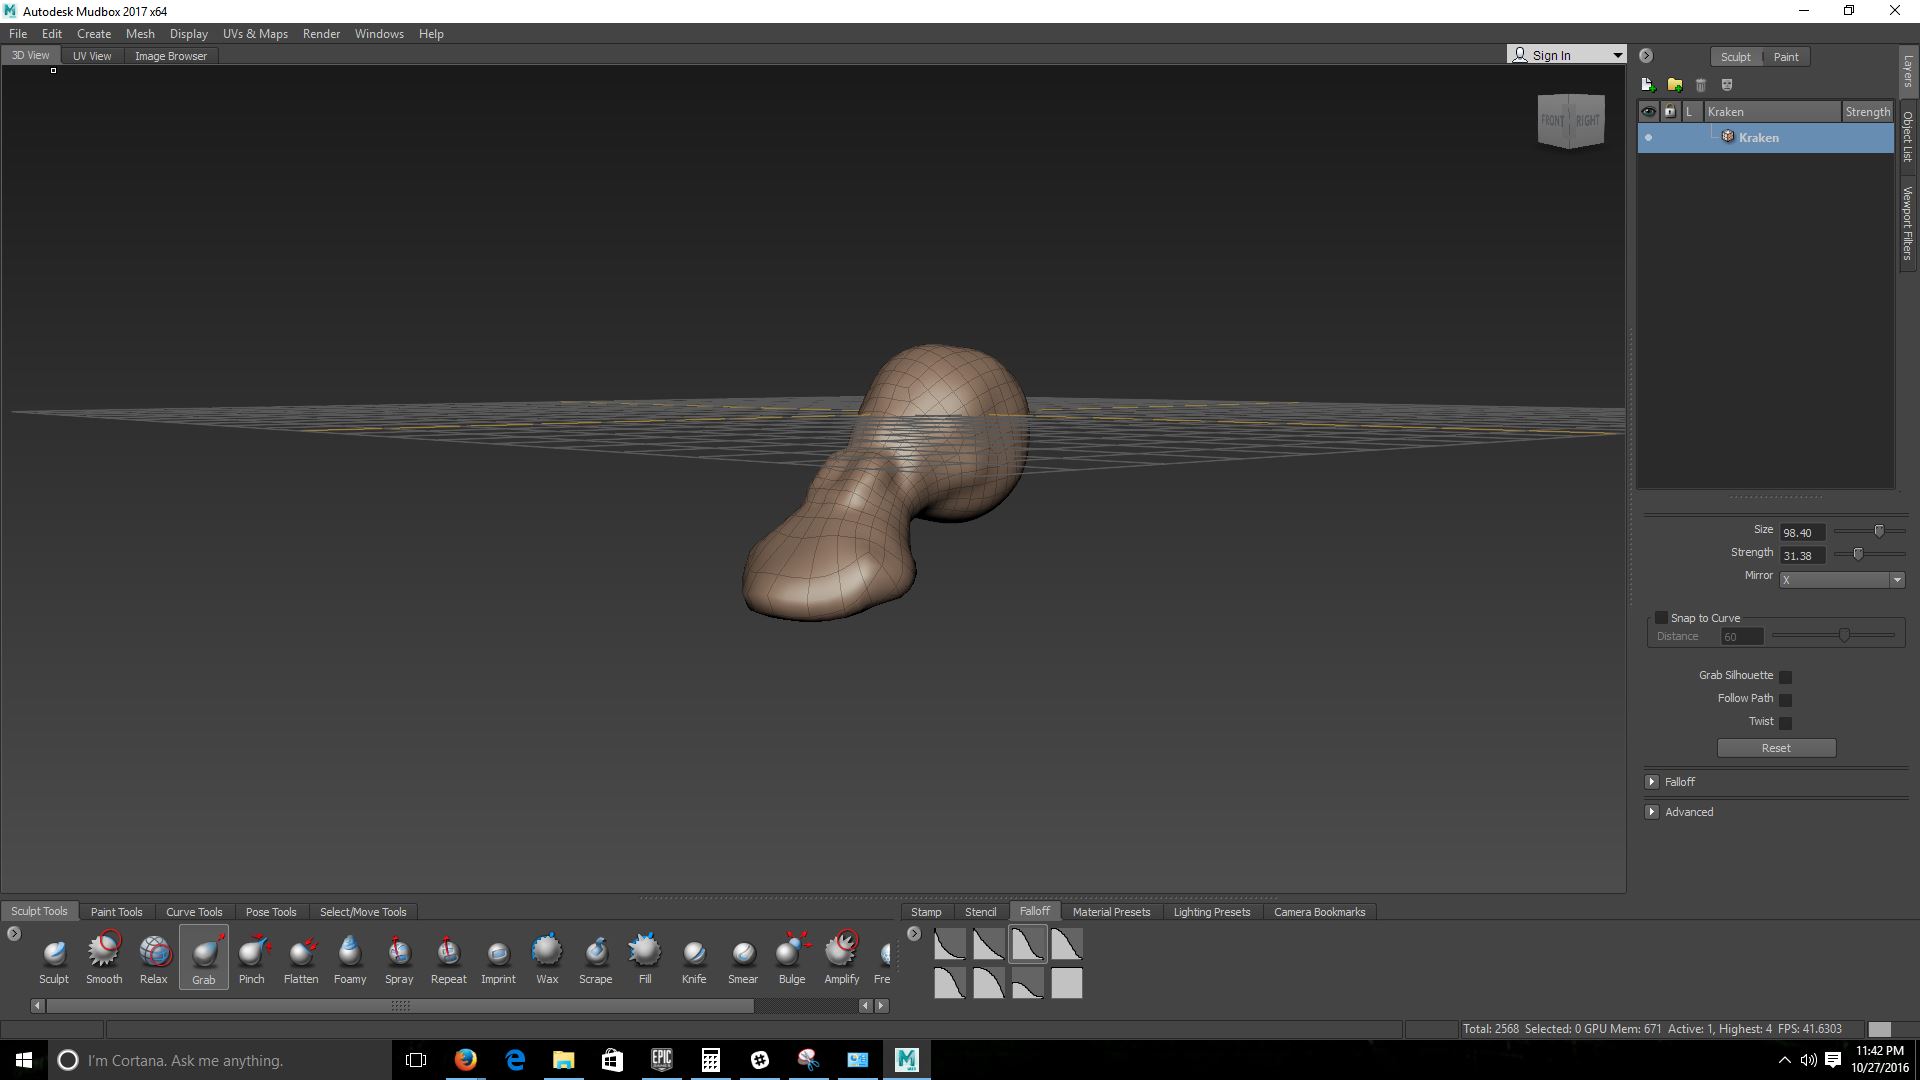 Autodesk Mudbox 2017 x64
File Edit Create Mesh Display UVs & Maps Render Windows Help
3D View UV View Image Browser
Sign In
Sculpt Paint
Layers
Object List
Viewport Filters
L Kraken Strength
Kraken
FRONT RIGHT
Size 98.40
Strength 31.38
Mirror X
Snap to Curve
Distance 60
Grab Silhouette
Follow Path
Twist
Reset
Falloff
Advanced
Sculpt Tools Paint Tools Curve Tools Pose Tools Select/Move Tools
Stamp Stencil Falloff Material Presets Lighting Presets Camera Bookmarks
Sculpt Smooth Relax Grab Pinch Flatten Foamy Spray Repeat Imprint Wax Scrape Fill Knife Smear Bulge Amplify Fre
Total: 2568 Selected: 0 GPU Mem: 671 Active: 1, Highest: 4 FPS: 41.6303
I'm Cortana. Ask me anything.
EPIC
GAMES
11:42 PM
10/27/2016